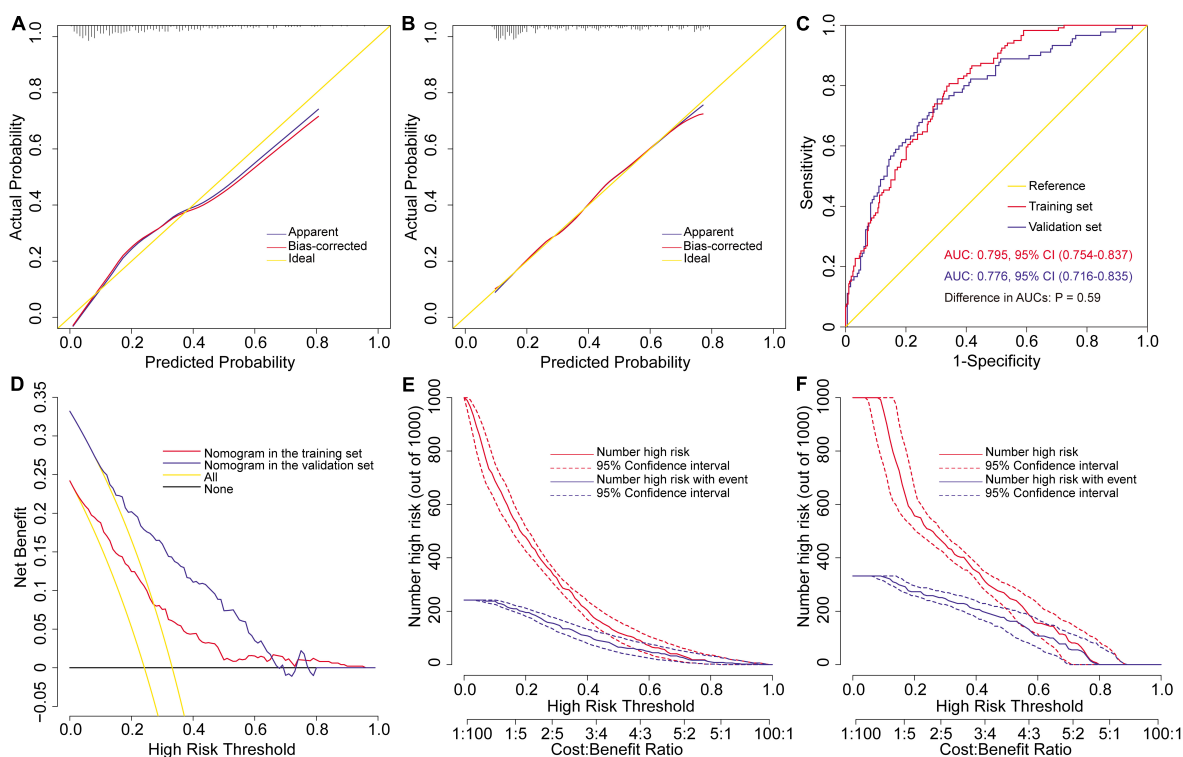 A
Actual Probability
1.0
0.8
0.6
0.4
0.2
0.0
Apparent
Bias-corrected
Ideal
0.0 0.2 0.4 0.6 0.8 1.0
Predicted Probability
B
Actual Probability
1.0
0.8
0.6
0.4
0.2
0.0
Apparent
Bias-corrected
Ideal
0.0 0.2 0.4 0.6 0.8 1.0
Predicted Probability
C
Sensitivity
1.0
0.8
0.6
0.4
0.2
0
Reference
Training set
Validation set
AUC: 0.795, 95% CI (0.754-0.837)
AUC: 0.776, 95% CI (0.716-0.835)
Difference in AUCs: P = 0.59
0 0.2 0.4 0.6 0.8 1.0
1-Specificity
D
Net Benefit
0.35
0.3
0.25
0.2
0.15
0.1
0.05
0
−0.05
Nomogram in the training set
Nomogram in the validation set
All
None
0.0 0.2 0.4 0.6 0.8 1.0
High Risk Threshold
E
Number high risk (out of 1000)
1000
800
600
400
200
0
Number high risk
95% Confidence interval
Number high risk with event
95% Confidence interval
0.0 0.2 0.4 0.6 0.8 1.0
High Risk Threshold
1:100 1:5 2:5 3:4 4:3 5:2 5:1 100:1
Cost:Benefit Ratio
F
Number high risk (out of 1000)
1000
800
600
400
200
0
Number high risk
95% Confidence interval
Number high risk with event
95% Confidence interval
0.0 0.2 0.4 0.6 0.8 1.0
High Risk Threshold
1:100 1:5 2:5 3:4 4:3 5:2 5:1 100:1
Cost:Benefit Ratio